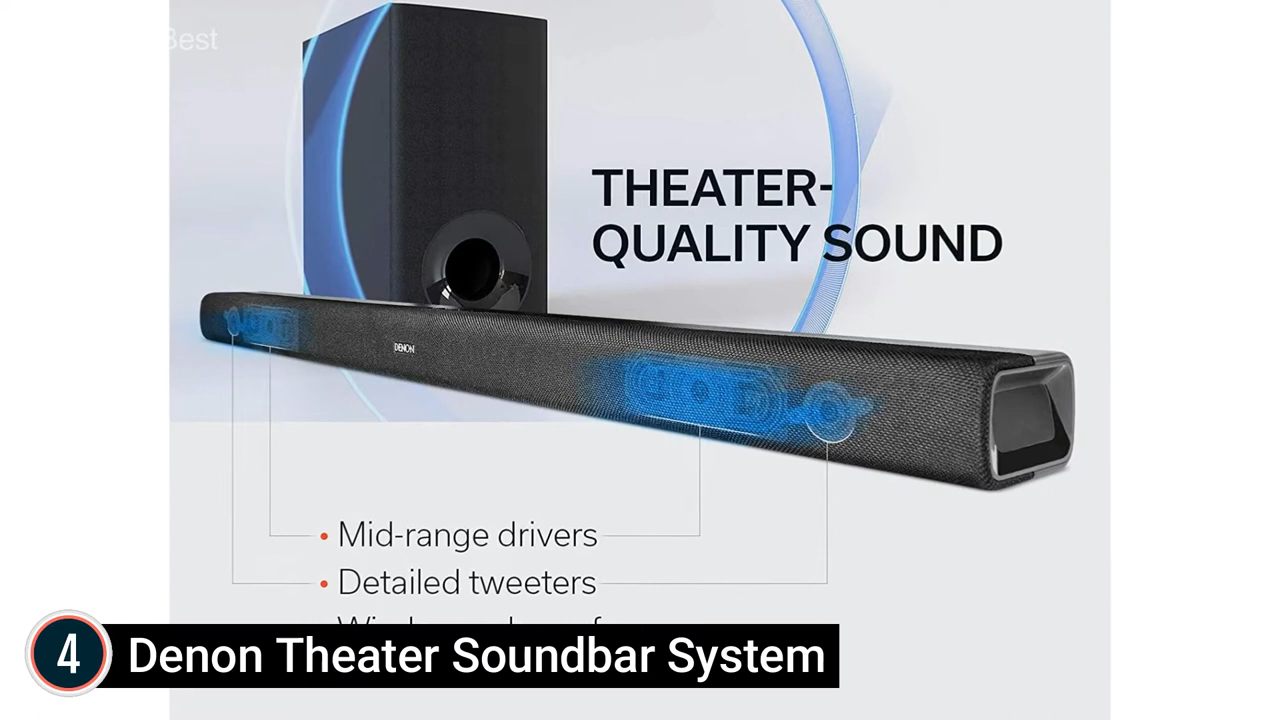 Best
THEATER-
QUALITY SOUND
DENON
• Mid-range drivers
• Detailed tweeters
4 Denon Theater Soundbar System